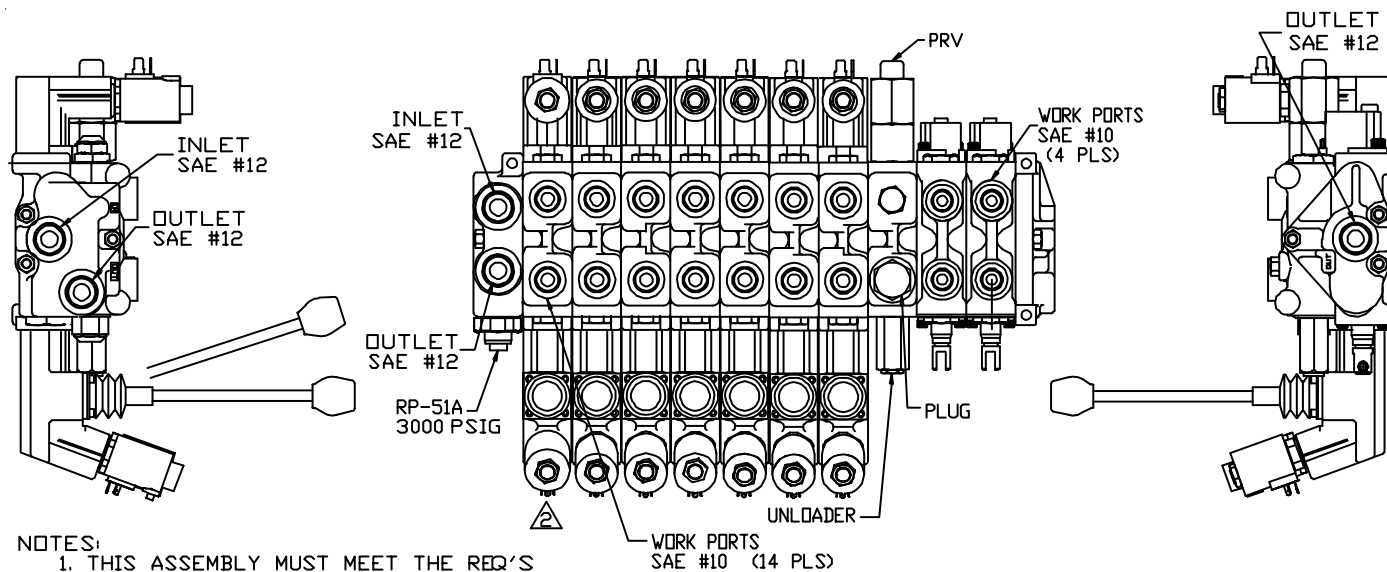 INLET
SAE #12
OUTLET
SAE #12
INLET
SAE #12
OUTLET
SAE #12
RP-51A
3000 PSIG
PRV
WORK PORTS
SAE #10
(4 PLS)
PLUG
UNLOADER
2
WORK PORTS
SAE #10 (14 PLS)
OUTLET
SAE #12
OUT
NOTES:
1. THIS ASSEMBLY MUST MEET THE REQ'S